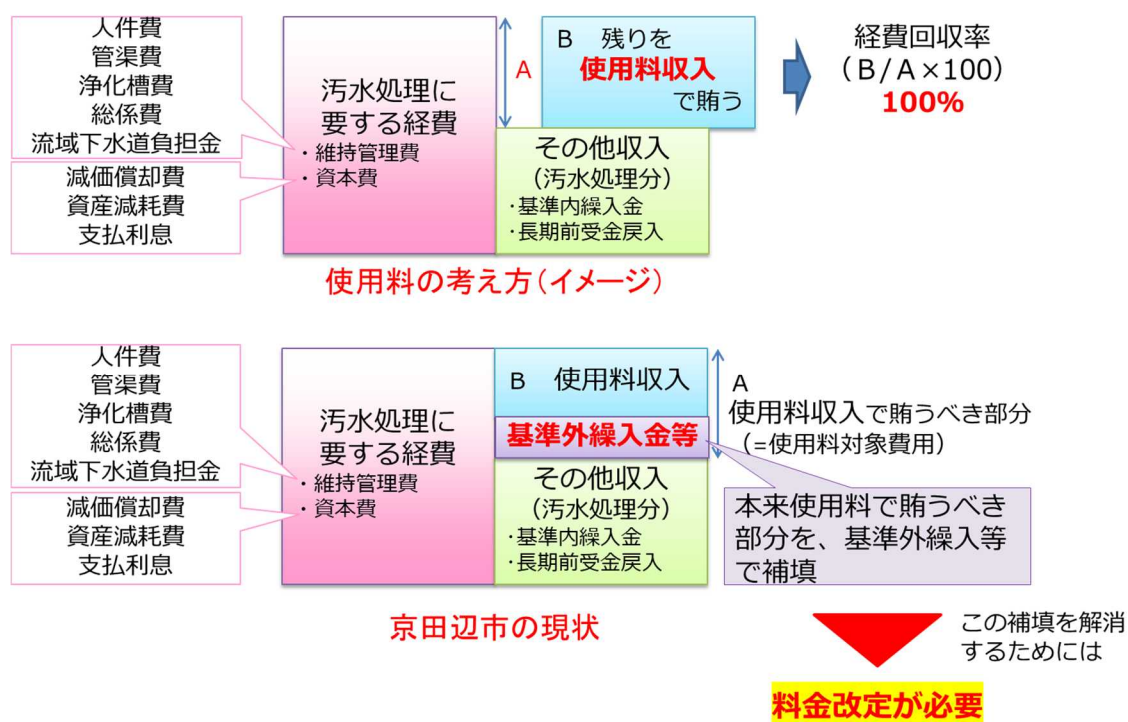 人件費
管渠費
浄化槽費
総係費
流域下水道負担金
減価償却費
資産減耗費
支払利息
汚水処理に
要する経費
・維持管理費
・資本費
A
B 残りを
使用料収入
で賄う
その他収入
（汚水処理分）
・基準内繰入金
・長期前受金戻入
経費回収率
（B/A×100）
100%
使用料の考え方(イメージ)
人件費
管渠費
浄化槽費
総係費
流域下水道負担金
減価償却費
資産減耗費
支払利息
汚水処理に
要する経費
・維持管理費
・資本費
B 使用料収入
基準外繰入金等
その他収入
（汚水処理分）
・基準内繰入金
・長期前受金戻入
A
使用料収入で賄うべき部分
（=使用料対象費用）
本来使用料で賄うべき
部分を、基準外繰入等
で補填
京田辺市の現状
この補填を解消
するためには
料金改定が必要